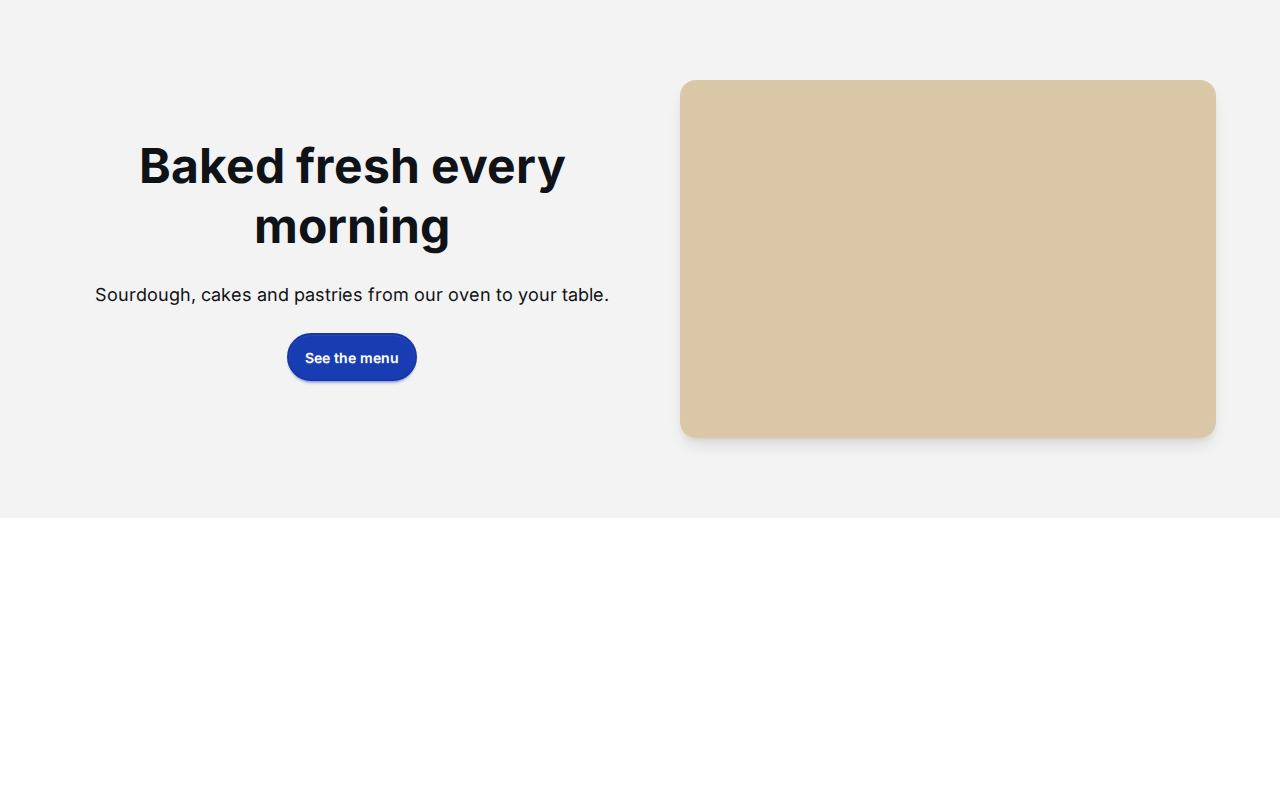 Baked fresh every
morning
Sourdough, cakes and pastries from our oven to your table.
See the menu